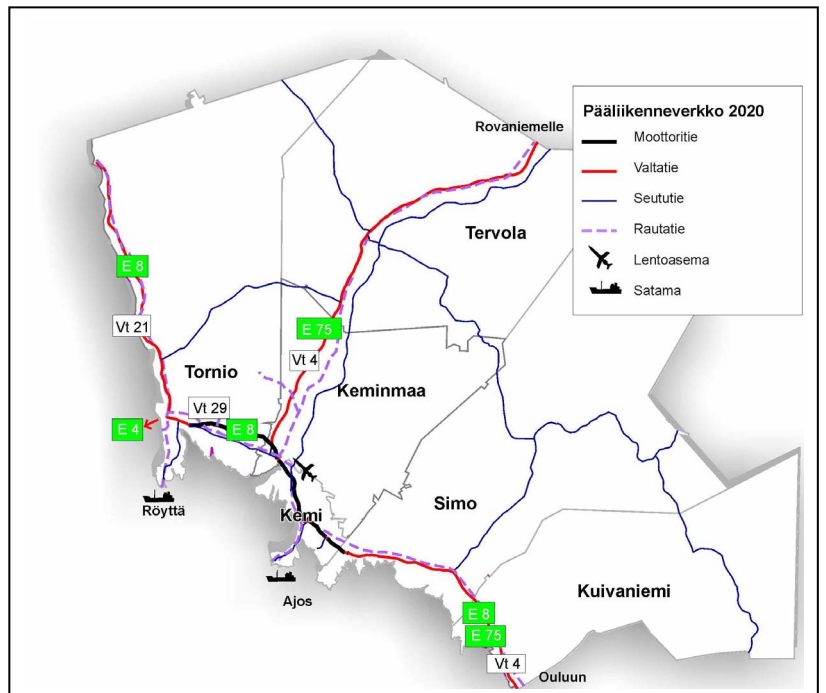 Pääliikenneverkko 2020
Moottoritie
Valtatie
Seututie
Rautatie
Lentoasema
Satama
Rovaniemelle
Tervola
E 8
Vt 21
E 75
Vt 4
Tornio
Keminmaa
Vt 29
E 4
E 8
Röyttä
Kemi
Simo
Ajos
Kuivaniemi
E 8
E 75
Vt 4
Ouluun